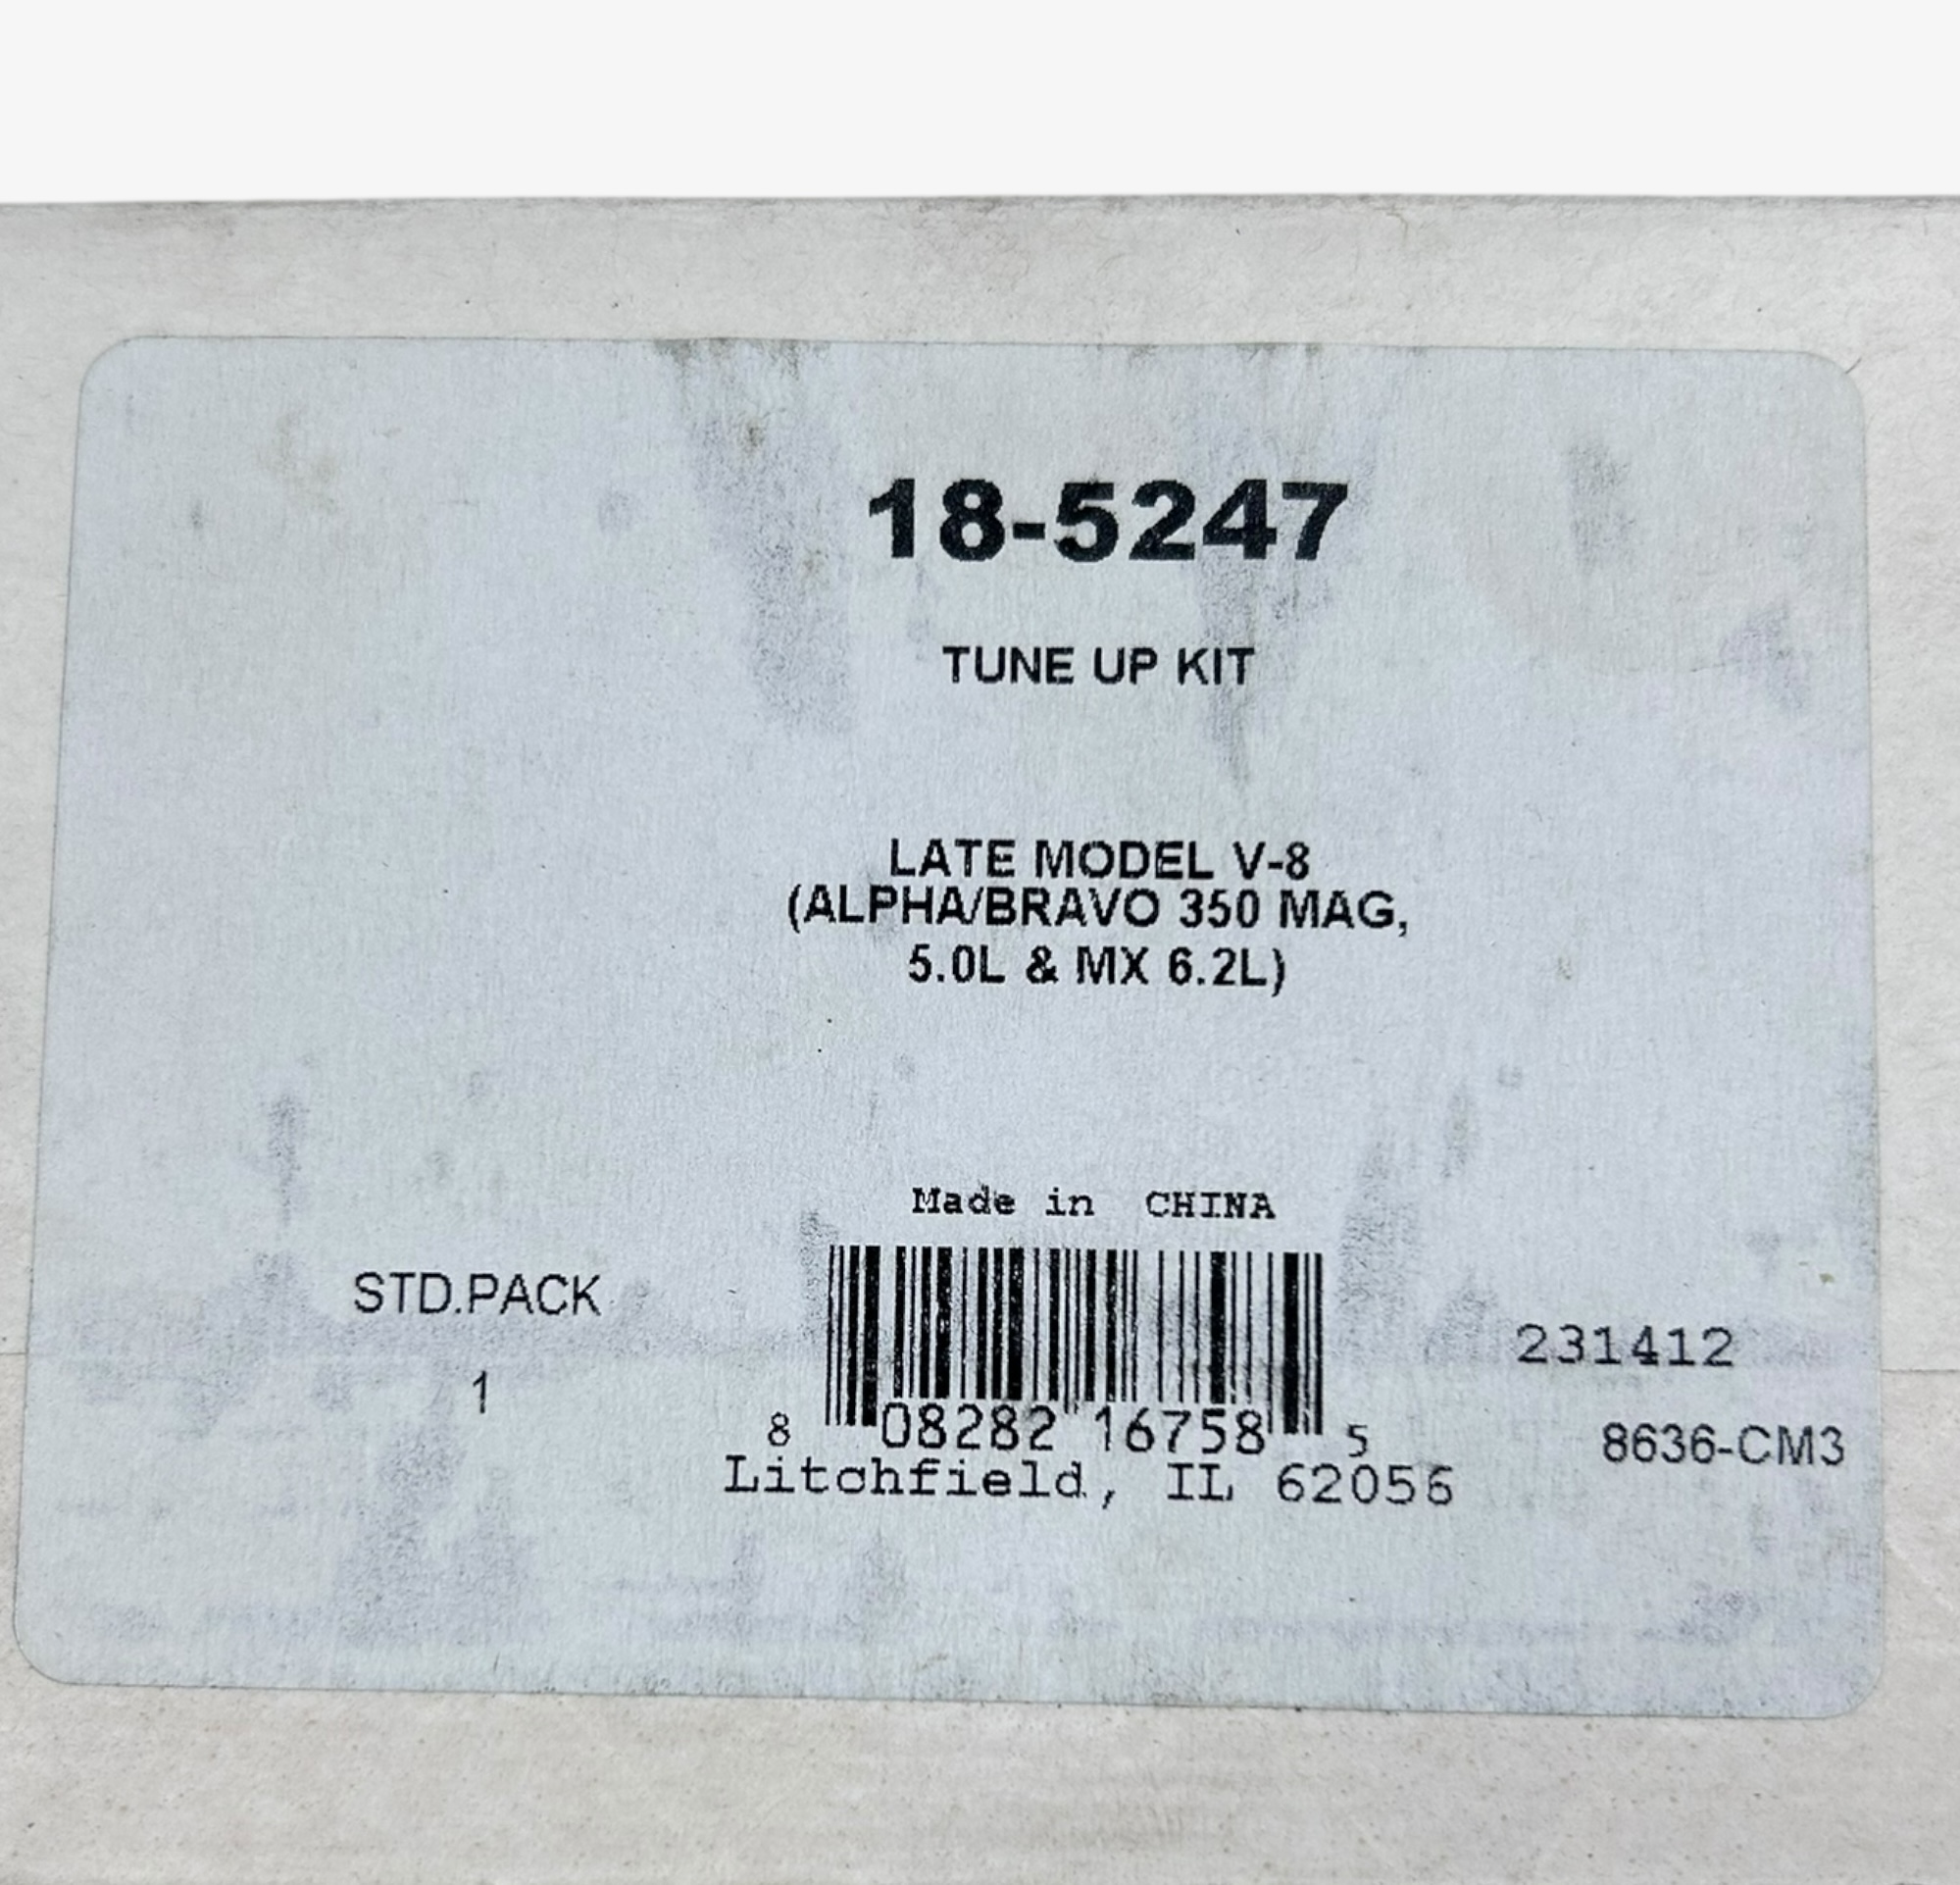 18-5247
TUNE UP KIT
LATE MODEL V-8
(ALPHA/BRAVO 350 MAG,
5.0L & MX 6.2L)
Made in CHINA
STD.PACK
1
8 08282 16758 5
Litchfield, IL 62056
231412
8636-CM3